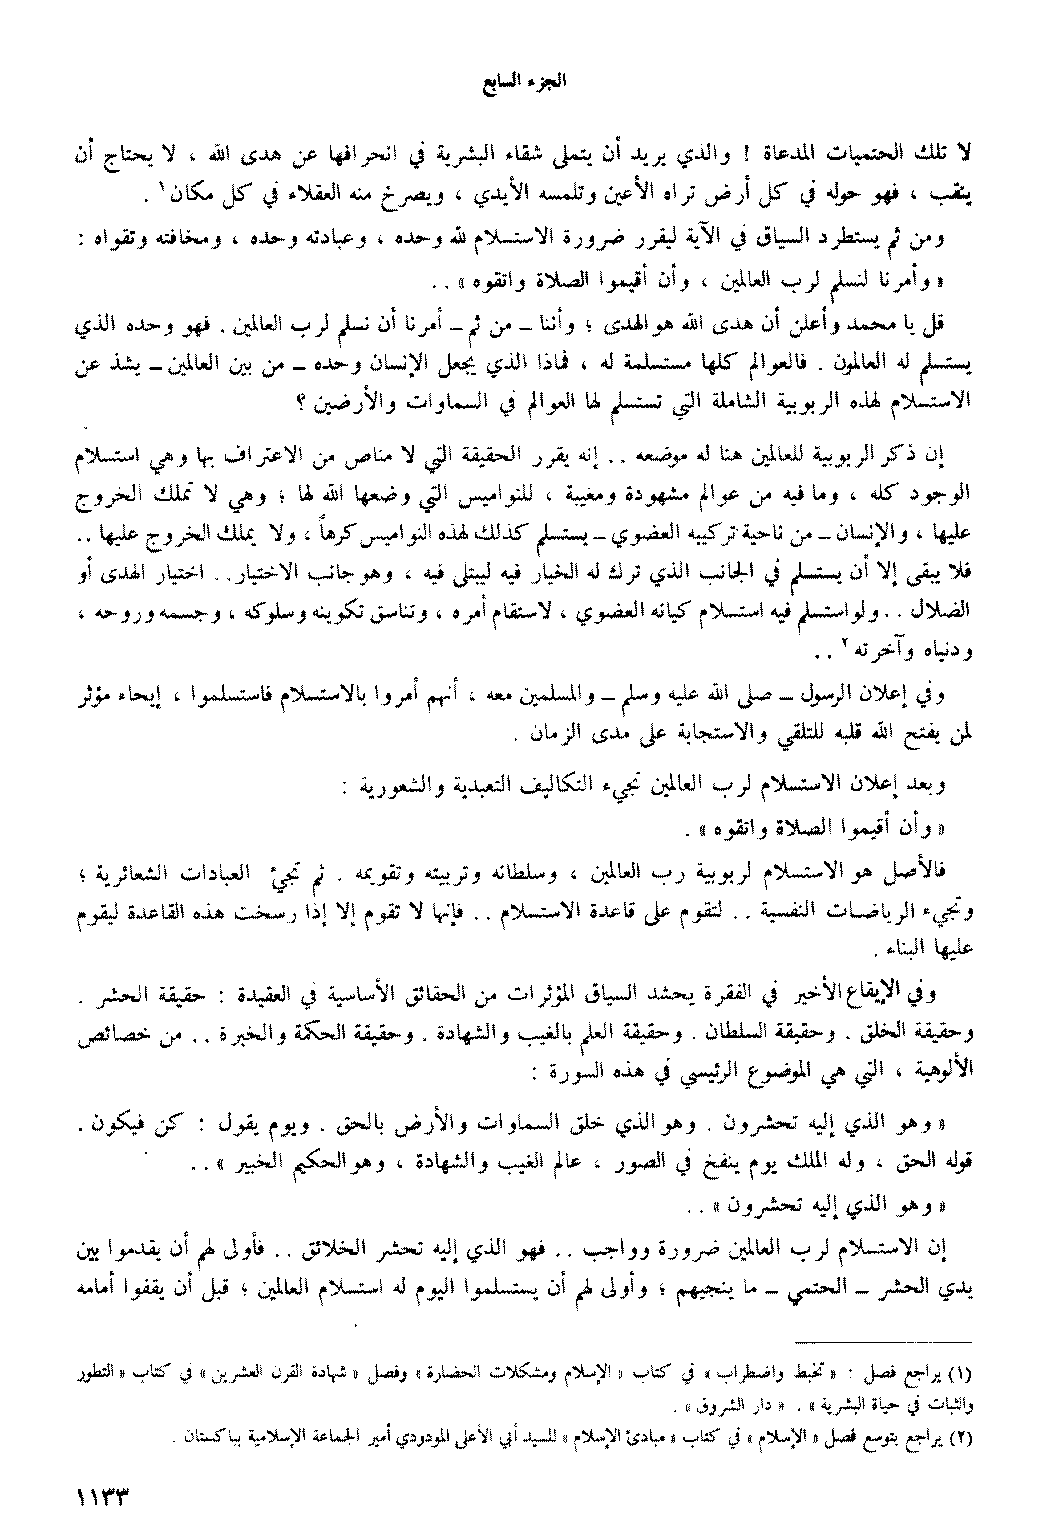 الجزء السابع
لا تلك الحتميات المدعاة ! والذي يريد أن يتملى شقاء البشرية في انحرافها عن هدى الله ، لا يحتاج أن
ينقب ، فهو حوله في كل أرض تراه الأعين وتلمسه الأيدي ، ويصرخ منه العقلاء في كل مكان١ .
ومن ثم يستطرد السياق في الآية ليقرر ضرورة الاستسلام لله وحده ، وعبادته وحده ، ومخافته وتقواه :
« وأمرنا لنسلم لرب العالمين ، وأن أقيموا الصلاة واتقوه » . .
قل يا محمد وأعلن أن هدى الله هو الهدى ؛ وأننا – من ثم – أمرنا أن نسلم لرب العالمين . فهو وحده الذي
يستسلم له العالمون . فالعوالم كلها مستسلمة له ، فماذا الذي يجعل الإنسان وحده – من بين العالمين – يشذ عن
الاستسلام لهذه الربوبية الشاملة التي تستسلم لها العوالم في السماوات والأرضين ؟
إن ذكر الربوبية للعالمين هنا له موضعه . . إنه يقرر الحقيقة التي لا مناص من الاعتراف بها وهي استسلام
الوجود كله ، وما فيه من عوالم مشهودة ومغيبة ، للنواميس التي وضعها الله لها ؛ وهي لا تملك الخروج
عليها ، والإنسان – من ناحية تركيبه العضوي – يستسلم كذلك لهذه النواميس كرهاً ، ولا يملك الخروج عليها . .
فلا يبقى إلا أن يستسلم في الجانب الذي ترك له الخيار فيه ليبتلى فيه ، وهو جانب الاختيار . . اختيار الهدى أو
الضلال . . ولو استسلم فيه استسلام كيانه العضوي ، لاستقام أمره ، وتناسق تكوينه وسلوكه ، وجسمه وروحه ،
ودنياه وآخرته٢ . .
وفي إعلان الرسول – صلى الله عليه وسلم – والمسلمين معه ، أنهم أمروا بالاستسلام فاستسلموا ، إيحاء مؤثر
لمن يفتح الله قلبه للتلقي والاستجابة على مدى الزمان .
وبعد إعلان الاستسلام لرب العالمين تجيء التكاليف التعبدية والشعورية :
« وأن أقيموا الصلاة واتقوه » .
فالأصل هو الاستسلام لربوبية رب العالمين ، وسلطانه وتربيته وتقويمه . ثم تجئ العبادات الشعائرية ؛
وتجيء الرياضات النفسية . . لتقوم على قاعدة الاستسلام . . فإنها لا تقوم إلا إذا رسخت هذه القاعدة ليقوم
عليها البناء .
وفي الإيقاع الأخير في الفقرة يحشد السياق المؤثرات من الحقائق الأساسية في العقيدة : حقيقة الحشر .
وحقيقة الخلق . وحقيقة السلطان . وحقيقة العلم بالغيب والشهادة . وحقيقة الحكمة والخبرة . . من خصائص
الألوهية ، التي هي الموضوع الرئيسي في هذه السورة :
« وهو الذي إليه تحشرون . وهو الذي خلق السماوات والأرض بالحق . ويوم يقول : كن فيكون .
قوله الحق ، وله الملك يوم ينفخ في الصور ، عالم الغيب والشهادة ، وهو الحكيم الخبير » . .
« وهو الذي إليه تحشرون » . .
إن الاستسلام لرب العالمين ضرورة وواجب . . فهو الذي إليه تحشر الخلائق . . فأولى لهم أن يقدموا بين
يدي الحشر – الحتمي – ما ينجيهم ؛ وأولى لهم أن يستسلموا اليوم له استسلام العالمين ؛ قبل أن يقفوا أمامه
(١) يراجع فصل : « تخبط واضطراب » في كتاب « الإسلام ومشكلات الحضارة » وفصل « شهادة القرن العشرين » في كتاب « التطور
والثبات في حياة البشرية » . « دار الشروق » .
(٢) يراجع بتوسع فصل « الإسلام » في كتاب « مبادئ الإسلام » للسيد أبي الأعلى المودودي أمير الجماعة الإسلامية بباكستان .
١١٣٣